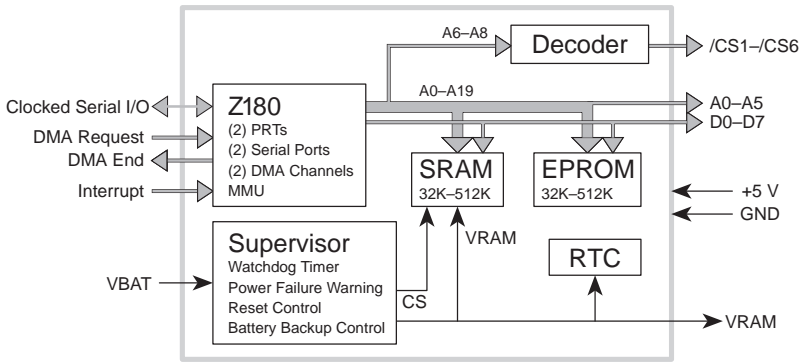 A6–A8
Decoder
/CS1–/CS6
A0–A19
Clocked Serial I/O
Z180
A0–A5
(2) PRTs
D0–D7
DMA Request
(2) Serial Ports
DMA End
(2) DMA Channels
SRAM
EPROM
Interrupt
MMU
32K–512K
32K–512K
+5 V
GND
Supervisor
VRAM
Watchdog Timer
RTC
VBAT
Power Failure Warning
CS
Reset Control
Battery Backup Control
VRAM